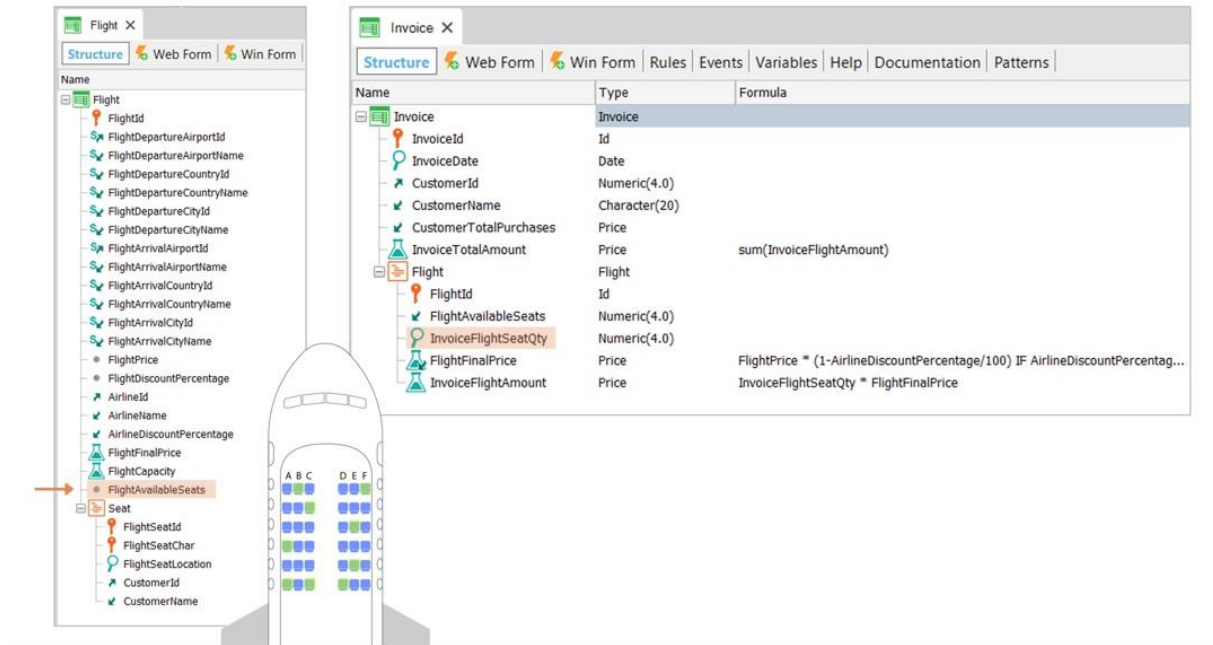 Flight X
Structure Web Form Win Form
Name
Flight
FlightId
FlightDepartureAirportId
FlightDepartureAirportName
FlightDepartureCountryId
FlightDepartureCountryName
FlightDepartureCityId
FlightDepartureCityName
FlightArrivalAirportId
FlightArrivalAirportName
FlightArrivalCountryId
FlightArrivalCountryName
FlightArrivalCityId
FlightArrivalCityName
FlightPrice
FlightDiscountPercentage
AirlineId
AirlineName
AirlineDiscountPercentage
FlightFinalPrice
FlightCapacity
FlightAvailableSeats
Seat
FlightSeatId
FlightSeatChar
FlightSeatLocation
CustomerId
CustomerName
A B C D E F
Invoice X
Structure Web Form Win Form Rules Events Variables Help Documentation Patterns
Name Type Formula
Invoice Invoice
InvoiceId Id
InvoiceDate Date
CustomerId Numeric(4.0)
CustomerName Character(20)
CustomerTotalPurchases Price
InvoiceTotalAmount Price sum(InvoiceFlightAmount)
Flight Flight
FlightId Id
FlightAvailableSeats Numeric(4.0)
InvoiceFlightSeatQty Numeric(4.0)
FlightFinalPrice Price FlightPrice * (1-AirlineDiscountPercentage/100) IF AirlineDiscountPercentag...
InvoiceFlightAmount Price InvoiceFlightSeatQty * FlightFinalPrice